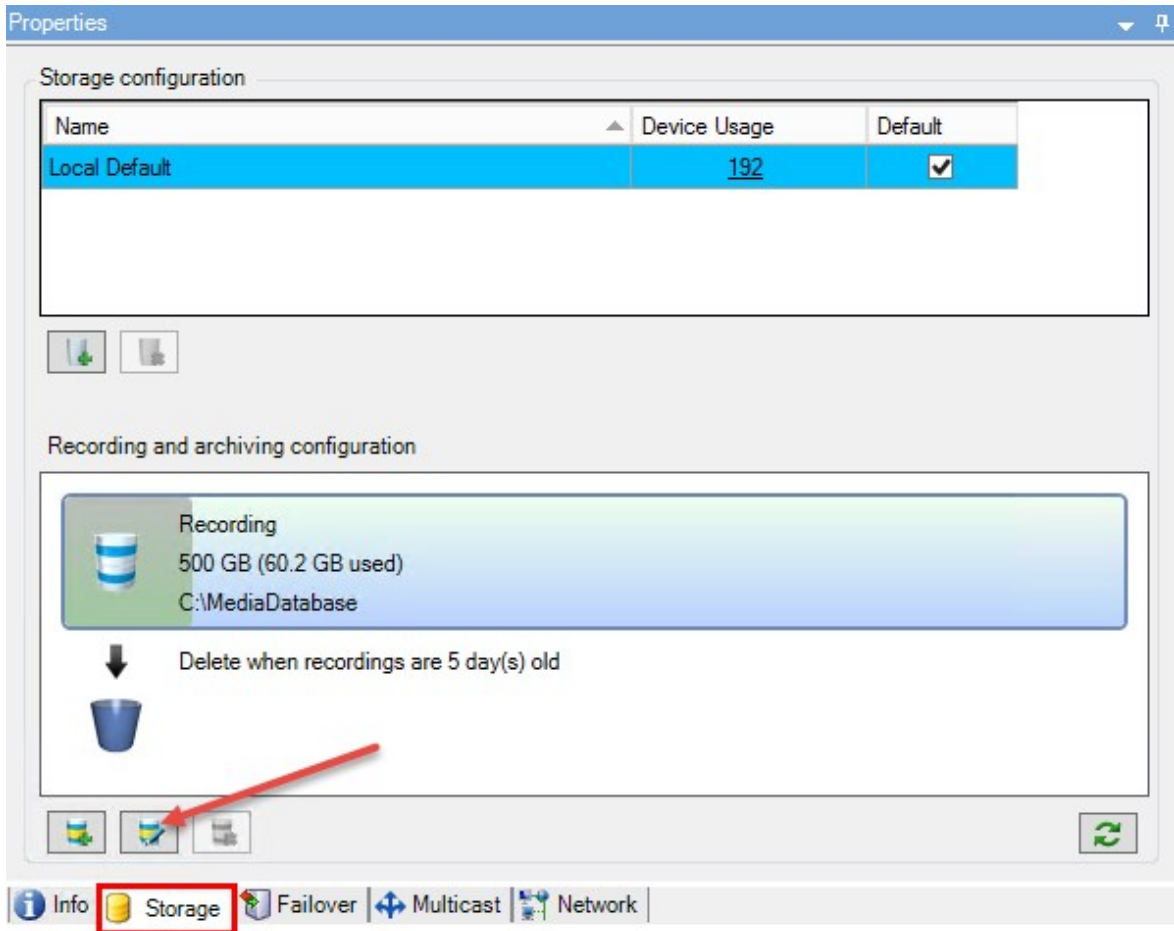 Properties
Storage configuration
Name Device Usage Default
Local Default 192
Recording and archiving configuration
Recording
500 GB (60.2 GB used)
C:\MediaDatabase
Delete when recordings are 5 day(s) old
Info Storage Failover Multicast Network